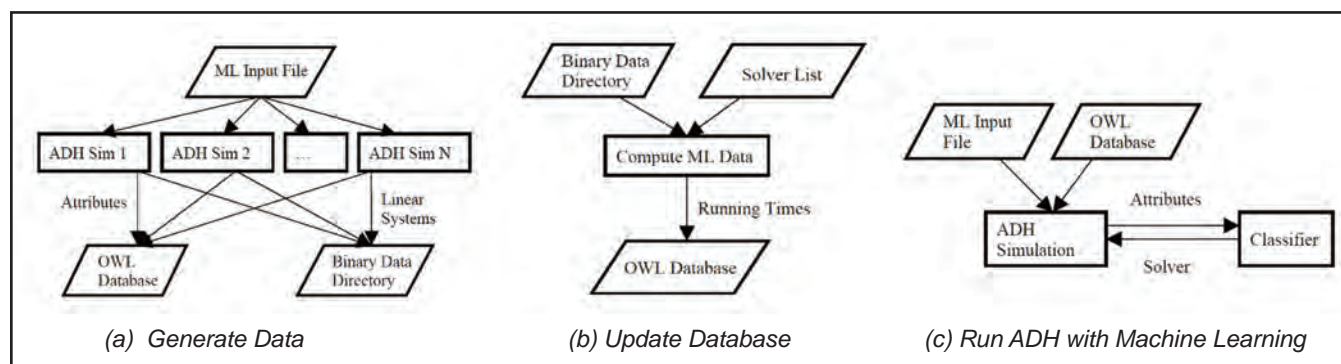 ML Input File
ADH Sim 1
ADH Sim 2
...
ADH Sim N
Attributes
Linear
Systems
OWL
Database
Binary Data
Directory
(a) Generate Data
Binary Data
Directory
Solver List
Compute ML Data
Running Times
OWL Database
(b) Update Database
ML Input
File
OWL
Database
ADH
Simulation
Attributes
Solver
Classifier
(c) Run ADH with Machine Learning